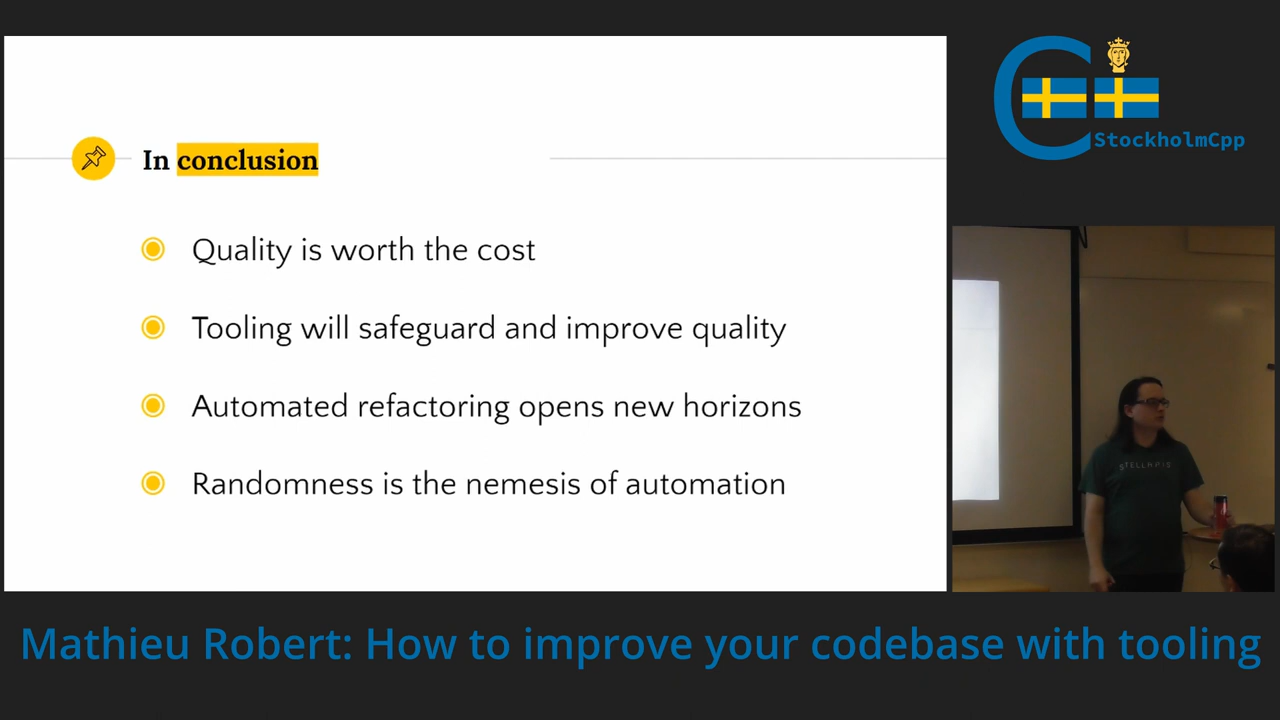 In conclusion
Quality is worth the cost
Tooling will safeguard and improve quality
Automated refactoring opens new horizons
Randomness is the nemesis of automation
StockholmCpp
STELLARIS
Mathieu Robert: How to improve your codebase with tooling